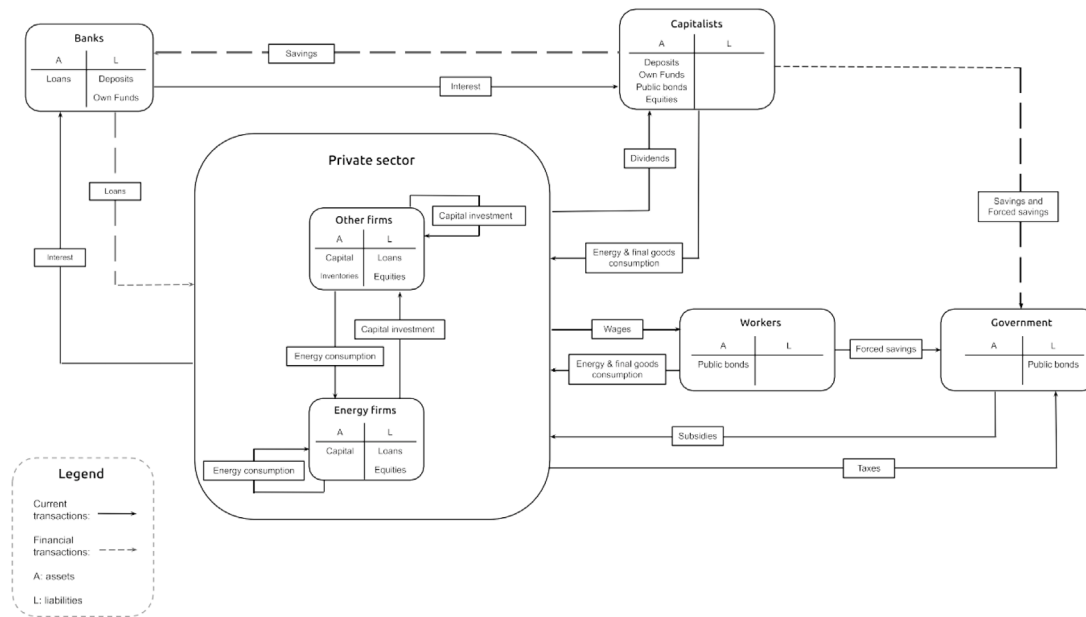 Banks
A L
Loans Deposits
Own Funds
Savings
Interest
Capitalists
A L
Deposits
Own Funds
Public bonds
Equities
Loans
Interest
Private sector
Dividends
Savings and
Forced savings
Other firms
A L
Capital Loans
Inventories Equities
Capital investment
Energy & final goods
consumption
Capital investment
Energy consumption
Wages
Energy & final goods
consumption
Workers
A L
Public bonds
Forced savings
Government
A L
Public bonds
Energy firms
A L
Capital Loans
Equities
Energy consumption
Subsidies
Taxes
Legend
Current
transactions:
Financial
transactions:
A: assets
L: liabilities